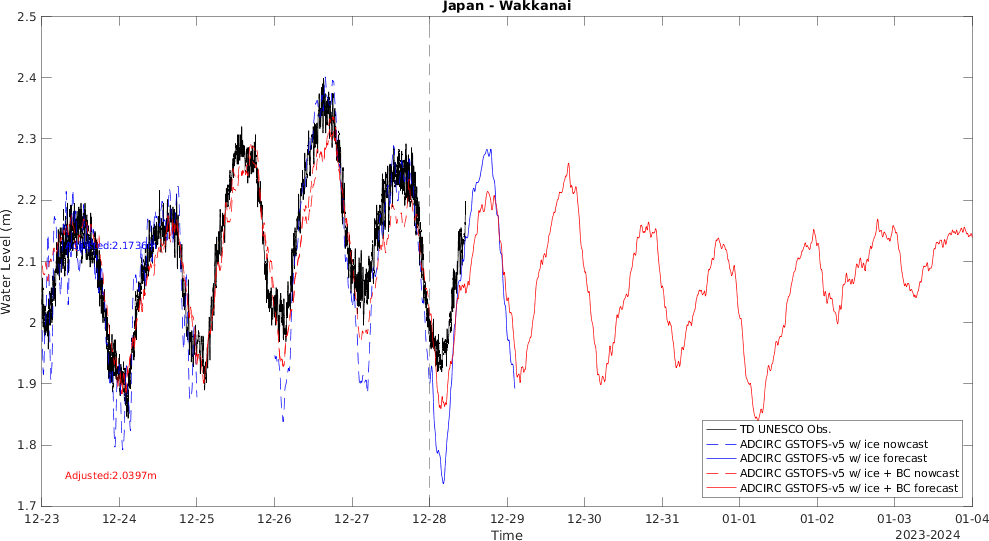 Japan - Wakkanai
Water Level (m)
2.5
2.4
2.3
2.2
2.1
2
1.9
1.8
1.7
Adjusted:2.0397m
TD UNESCO Obs.
ADCIRC GSTOFS-v5 w/ ice nowcast
ADCIRC GSTOFS-v5 w/ ice forecast
ADCIRC GSTOFS-v5 w/ ice + BC nowcast
ADCIRC GSTOFS-v5 w/ ice + BC forecast
12-23 12-24 12-25 12-26 12-27 12-28 12-29 12-30 12-31 01-01 01-02 01-03 01-04
Time
2023-2024